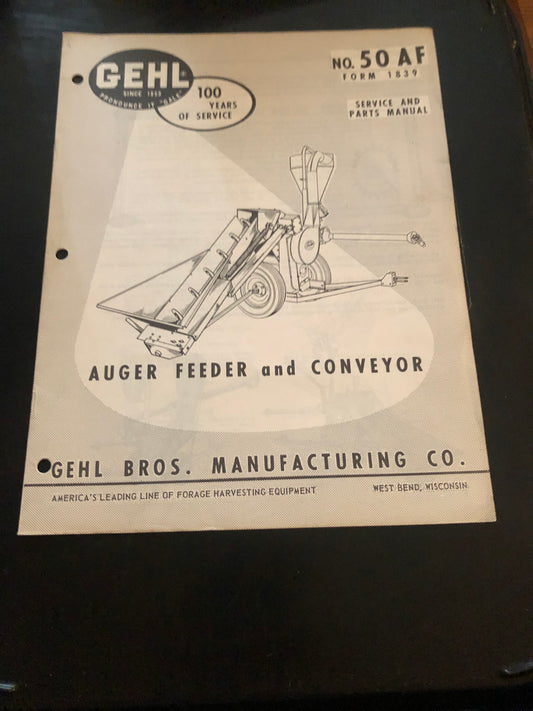 GEHL
SINCE 1859
PRONOUNCE IT "GALE"
100
YEARS
OF SERVICE
NO. 50 AF
FORM 1839
SERVICE AND
PARTS MANUAL
AUGER FEEDER and CONVEYOR
GEHL BROS. MANUFACTURING CO.
AMERICA'S LEADING LINE OF FORAGE HARVESTING EQUIPMENT
WEST BEND, WISCONSIN